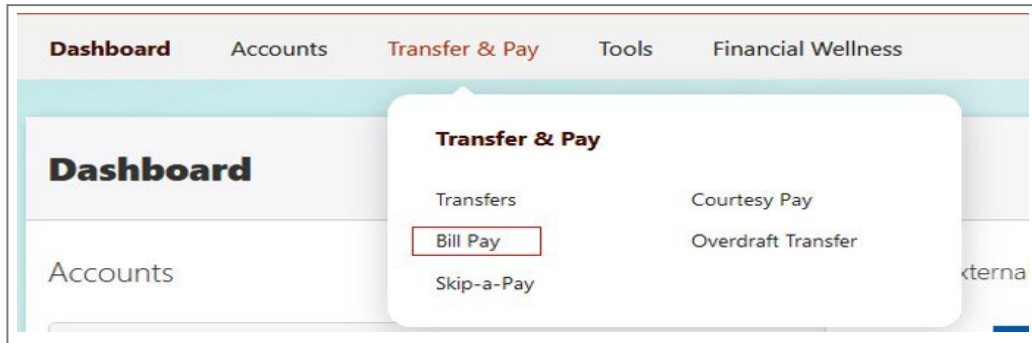 Dashboard Accounts Transfer & Pay Tools Financial Wellness
Transfer & Pay
Dashboard
Transfers Courtesy Pay
Bill Pay Overdraft Transfer
Accounts
Skip-a-Pay